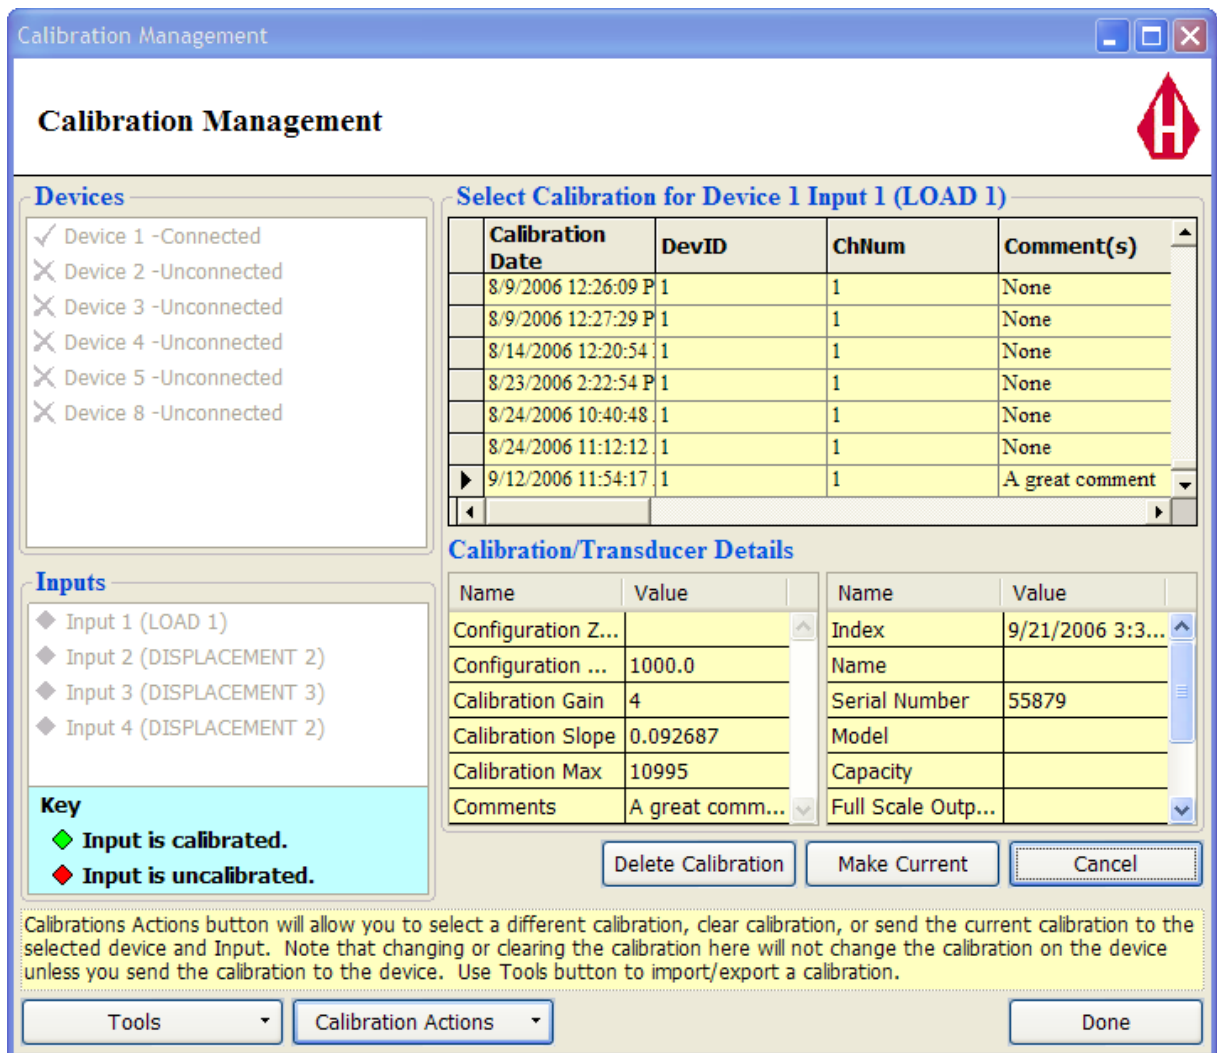 Calibration Management
Calibration Management
H
Devices
Device 1 -Connected
Device 2 -Unconnected
Device 3 -Unconnected
Device 4 -Unconnected
Device 5 -Unconnected
Device 8 -Unconnected
Inputs
Input 1 (LOAD 1)
Input 2 (DISPLACEMENT 2)
Input 3 (DISPLACEMENT 3)
Input 4 (DISPLACEMENT 2)
Key
Input is calibrated.
Input is uncalibrated.
Select Calibration for Device 1 Input 1 (LOAD 1)
Calibration Date DevID ChNum Comment(s)
8/9/2006 12:26:09 P 1 1 None
8/9/2006 12:27:29 P 1 1 None
8/14/2006 12:20:54 1 1 None
8/23/2006 2:22:54 P 1 1 None
8/24/2006 10:40:48 1 1 None
8/24/2006 11:12:12 1 1 None
9/12/2006 11:54:17 1 1 A great comment
Calibration/Transducer Details
Name Value
Configuration Z...
Configuration ... 1000.0
Calibration Gain 4
Calibration Slope 0.092687
Calibration Max 10995
Comments A great comm...
Name Value
Index 9/21/2006 3:3...
Name
Serial Number 55879
Model
Capacity
Full Scale Outp...
Delete Calibration Make Current Cancel
Calibrations Actions button will allow you to select a different calibration, clear calibration, or send the current calibration to the
selected device and Input. Note that changing or clearing the calibration here will not change the calibration on the device
unless you send the calibration to the device. Use Tools button to import/export a calibration.
Tools Calibration Actions Done